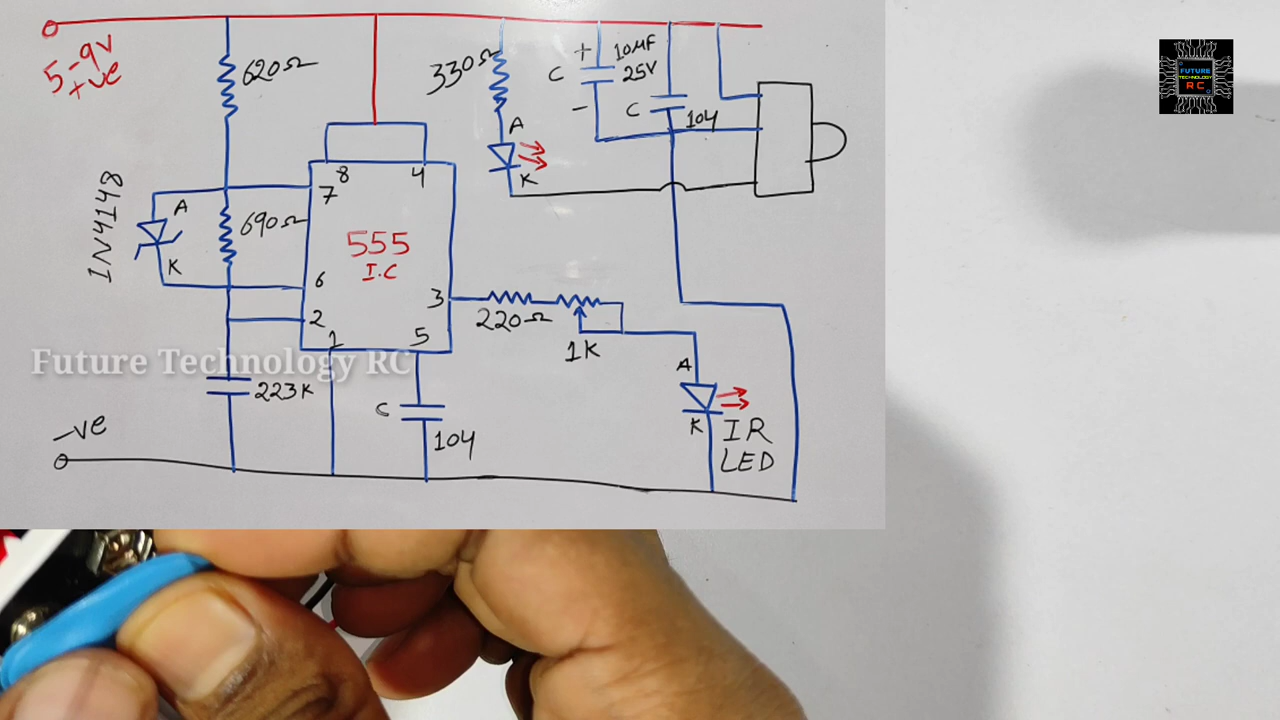 5-9V
+ve
620Ω
330Ω
+
10MF
25V
C
-
C
104
A
K
8
4
7
1N4148
A
K
690Ω
555
I.C
6
2
3
1
5
220Ω
1K
Future Technology RC
223K
C
104
A
K
IR
LED
-ve
FUTURE
TECHNOLOGY
RC